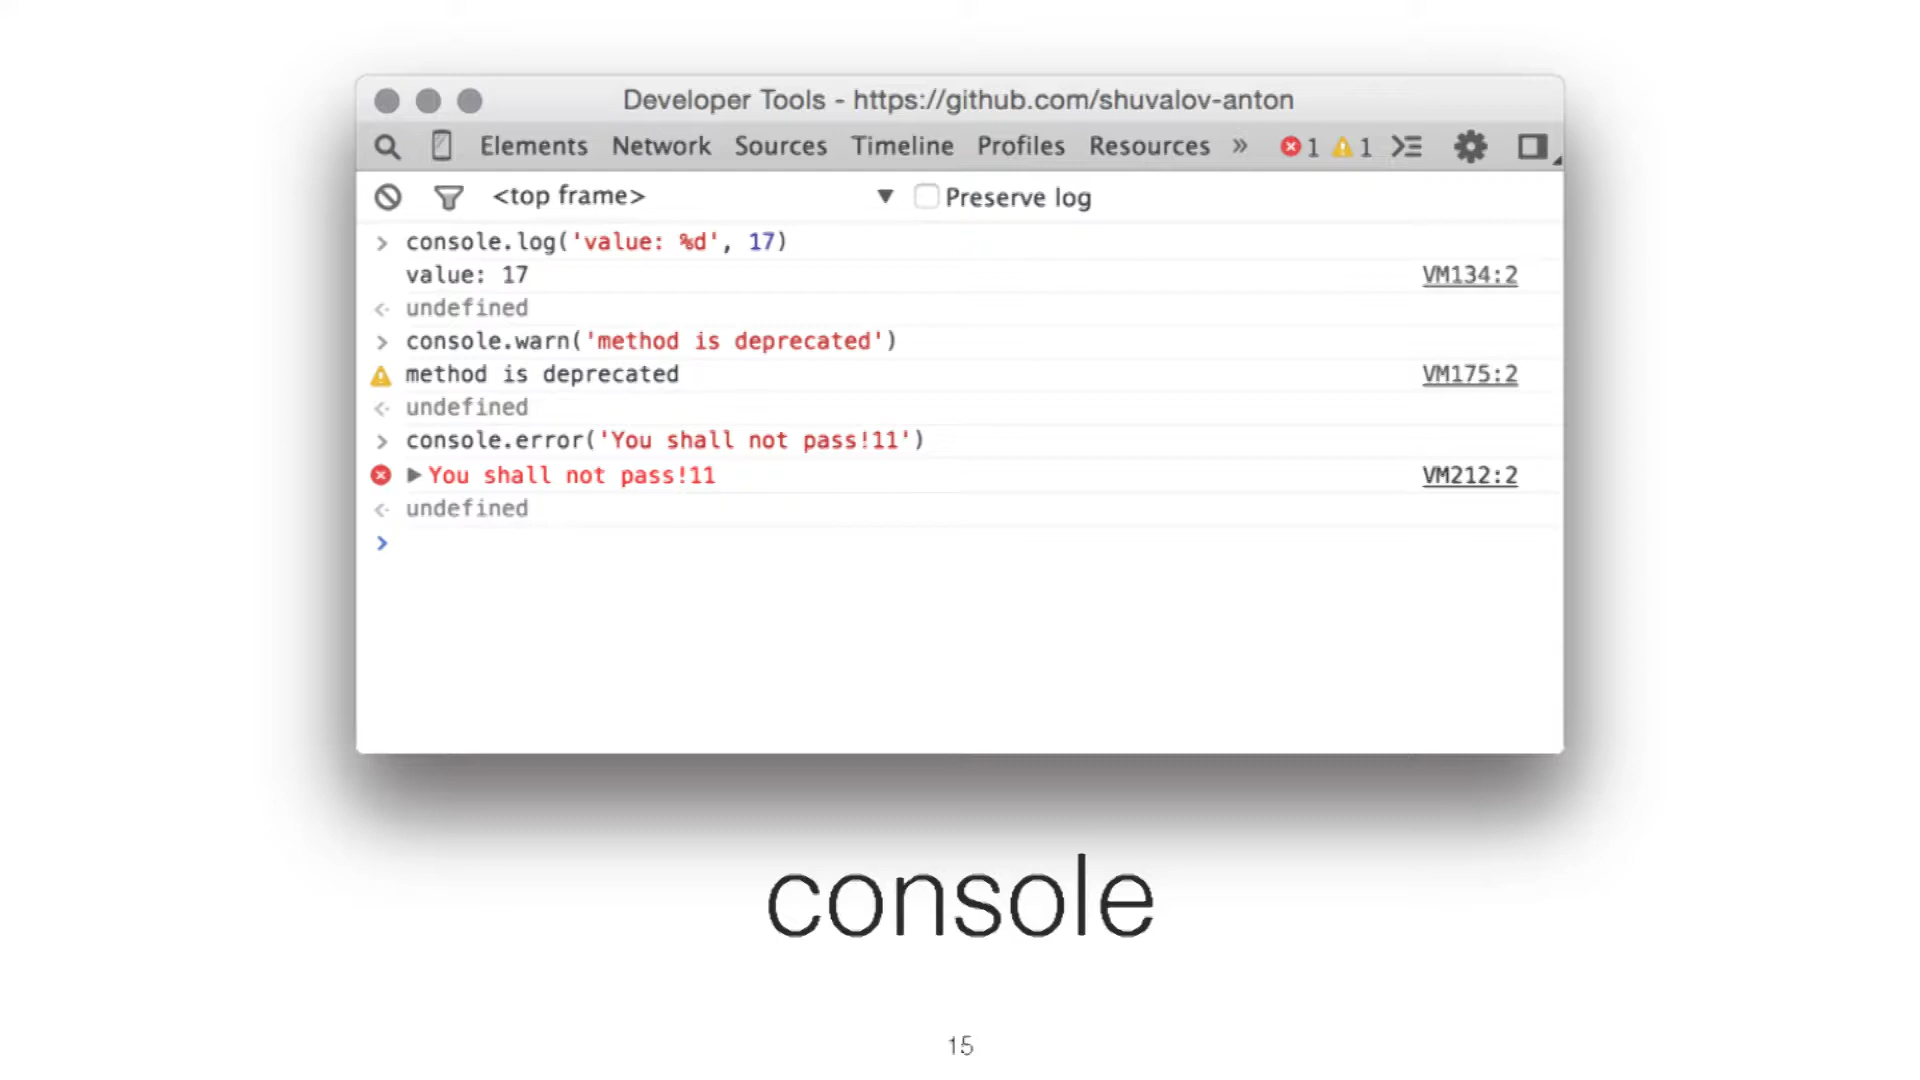 Developer Tools - https://github.com/shuvalov-anton
Elements Network Sources Timeline Profiles Resources » 1 1
<top frame> Preserve log
> console.log('value: %d', 17)
value: 17 VM134:2
undefined
> console.warn('method is deprecated')
method is deprecated VM175:2
undefined
> console.error('You shall not pass!11')
You shall not pass!11 VM212:2
undefined
>
console
15